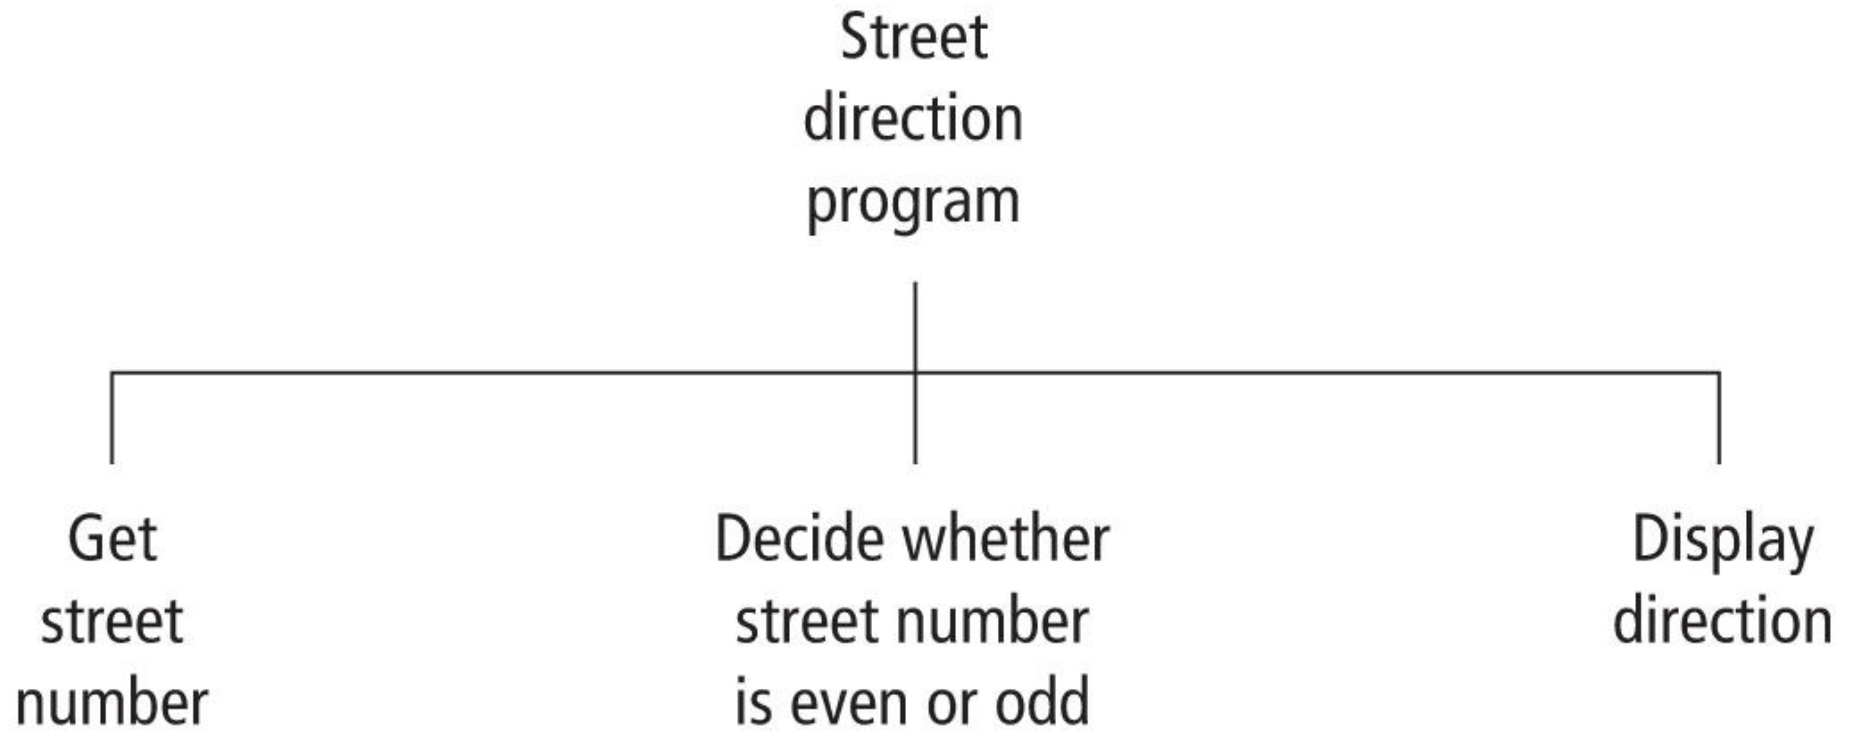 Street
direction
program
Get
street
number
Decide whether
street number
is even or odd
Display
direction